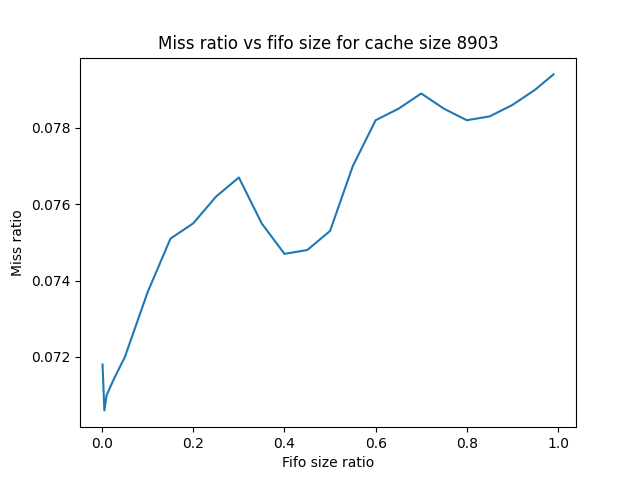 Miss ratio vs fifo size for cache size 8903
Miss ratio
0.078
0.076
0.074
0.072
0.0 0.2 0.4 0.6 0.8 1.0
Fifo size ratio